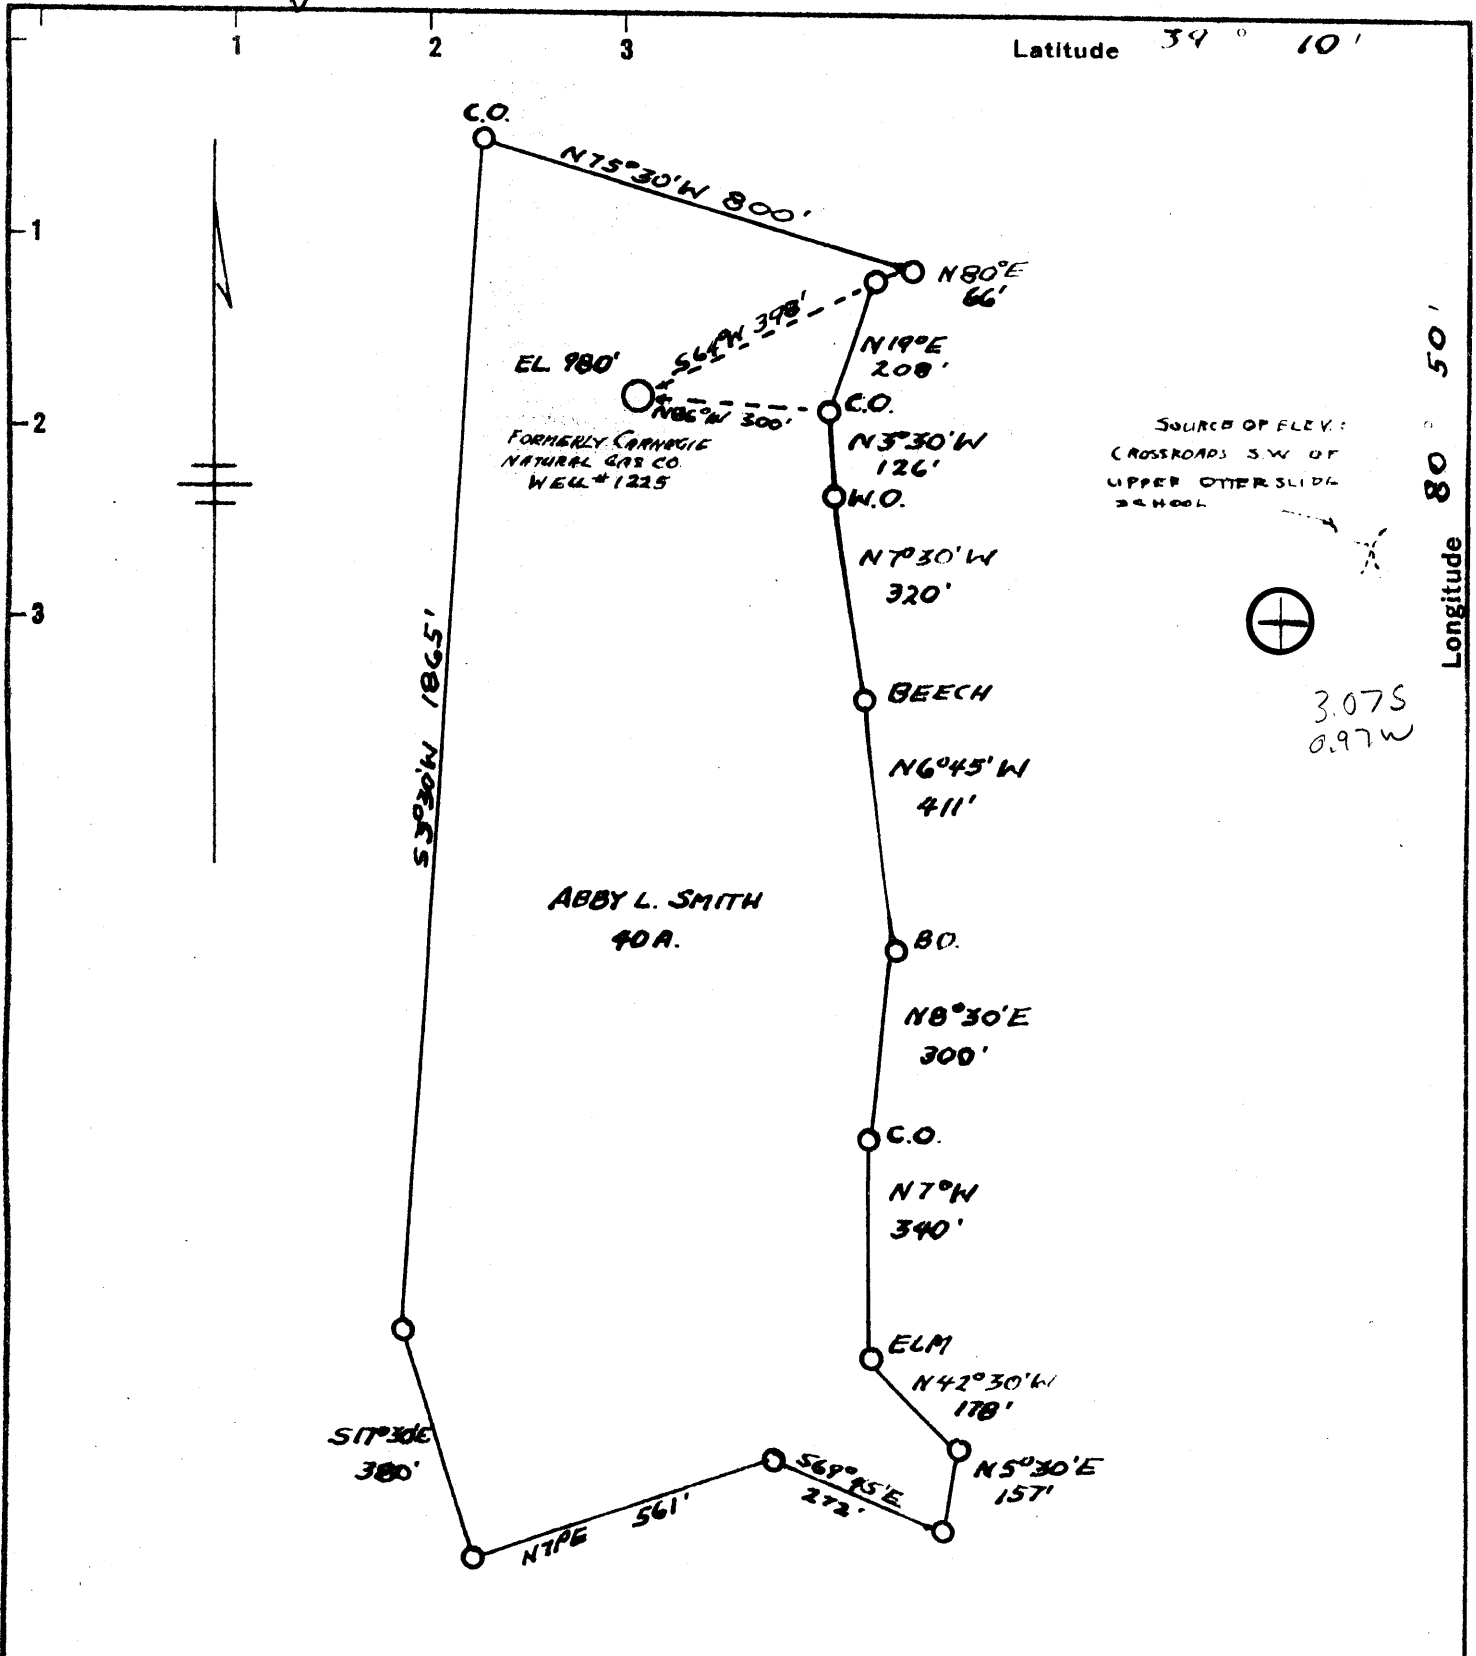 1 2 3
Latitude 39° 10'
C.O.
N75°30'W 800'
1
N80°E
66'
S64°W 398'
N19°E
208'
EL. 980'
C.O.
N86°W 300'
2
FORMERLY CARNEGIE
NATURAL GAS CO.
WELL #1225
N3°30'W
126'
W.O.
SOURCE OF ELEV.:
CROSSROADS S.W OF
UPPER OTTERSLIDE
SCHOOL
Longitude 80° 50'
N7°30'W
320'
3
S3°30'W 1865'
BEECH
3.07S
0.97W
N6°45'W
411'
ABBY L. SMITH
40A.
B.O.
N8°30'E
300'
C.O.
N7°W
340'
ELM
N42°30'W
178'
S17°30'E
380'
N5°30'E
157'
S69°45'E
272'
N71°E 561'